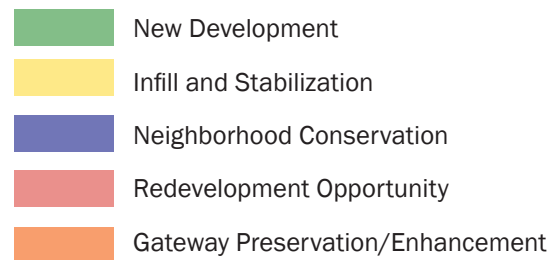 New Development
Infill and Stabilization
Neighborhood Conservation
Redevelopment Opportunity
Gateway Preservation/Enhancement